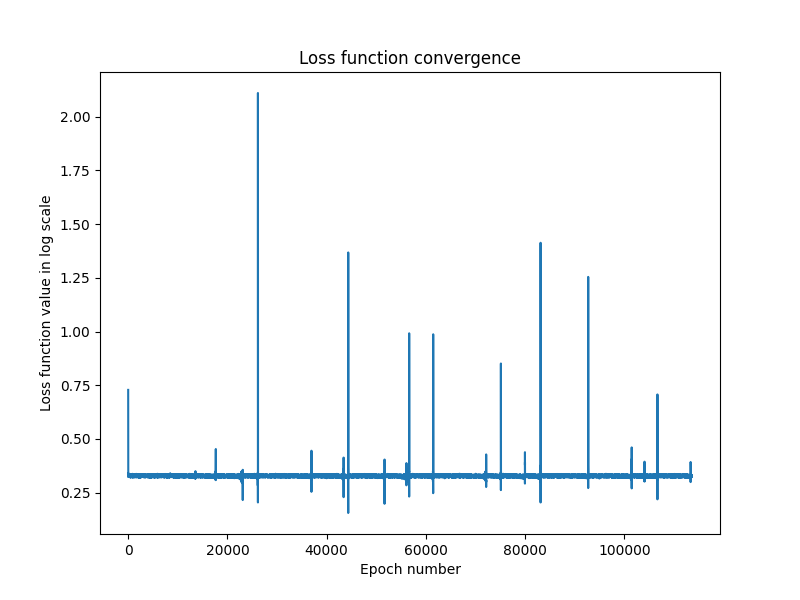 Loss function convergence
Loss function value in log scale
2.00
1.75
1.50
1.25
1.00
0.75
0.50
0.25
0 20000 40000 60000 80000 100000
Epoch number